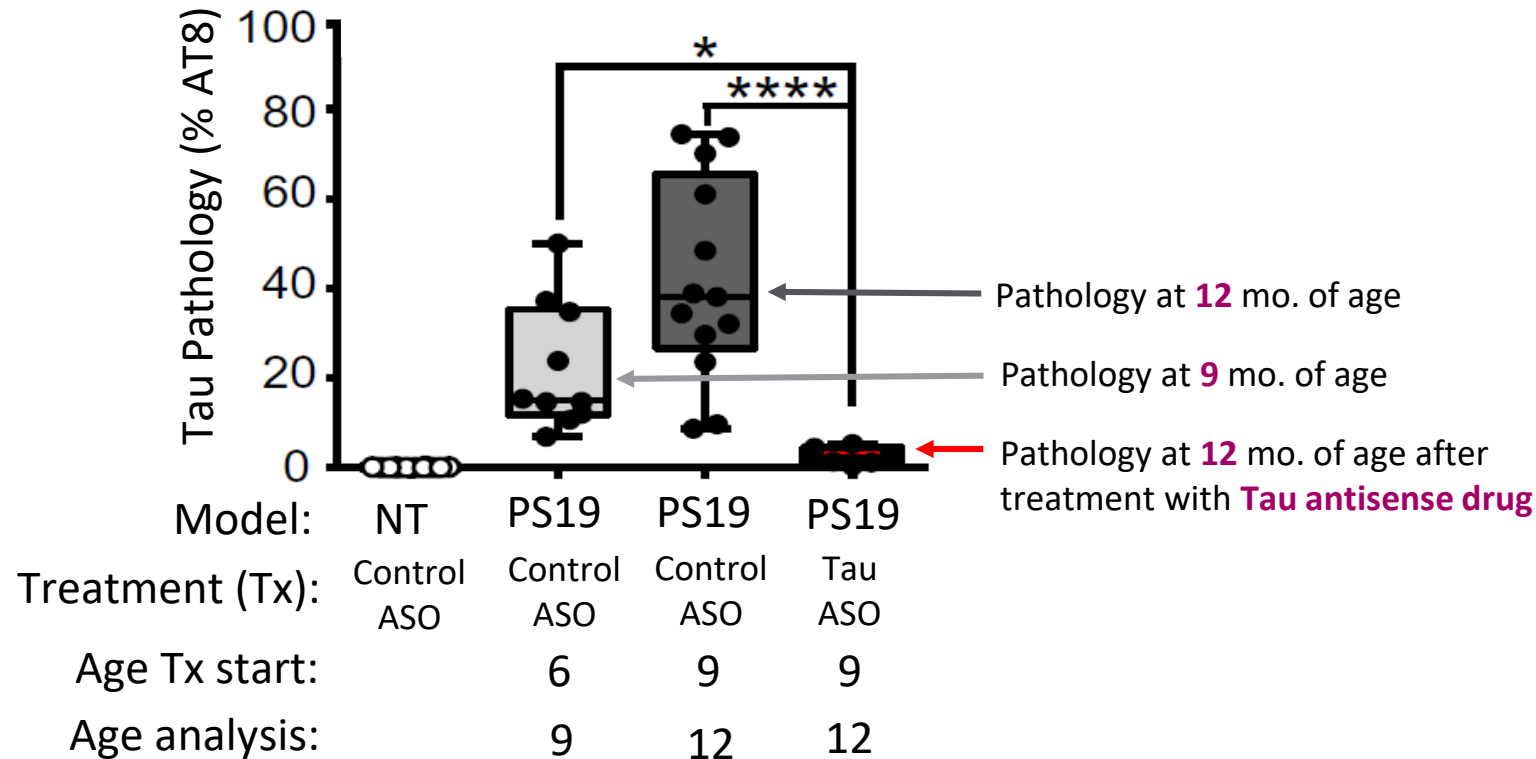 Tau Pathology (% AT8)
100
80
60
40
20
0
*
****
Pathology at 12 mo. of age
Pathology at 9 mo. of age
Pathology at 12 mo. of age after
treatment with Tau antisense drug
Model: NT PS19 PS19 PS19
Treatment (Tx): Control Control Control Tau
ASO ASO ASO ASO
Age Tx start: 6 9 9
Age analysis: 9 12 12